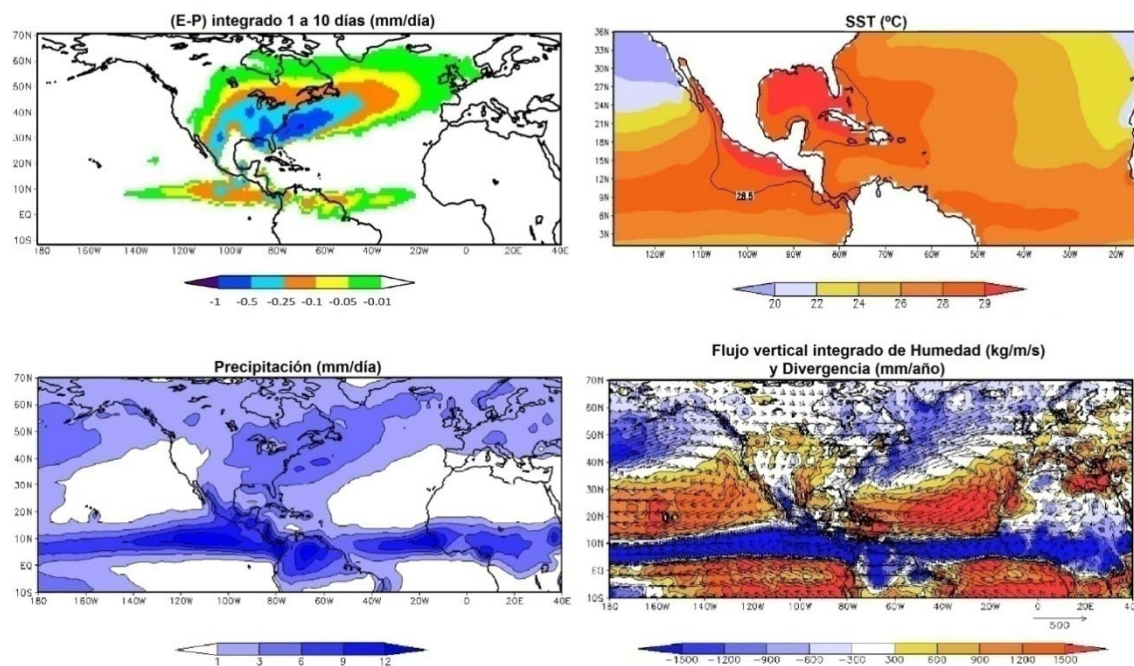 (E-P) integrado 1 a 10 días (mm/día)
70N
60N
50N
40N
30N
20N
10N
EQ
10S
180 160W 140W 120W 100W 80W 60W 40W 20W 0 20E 40E
-1 -0.5 -0.25 -0.1 -0.05 -0.01
SST (ºC)
36N
33N
30N
27N
24N
21N
18N
15N
12N
9N
6N
3N
28.5
120W 110W 100W 90W 80W 70W 60W 50W 40W 30W 20W
20 22 24 26 28 29
Precipitación (mm/día)
70N
60N
50N
40N
30N
20N
10N
EQ
10S
180 160W 140W 120W 100W 80W 60W 40W 20W 0 20E 40E
1 3 6 9 12
Flujo vertical integrado de Humedad (kg/m/s)
y Divergencia (mm/año)
70N
60N
50N
40N
30N
20N
10N
EQ
10S
180 160W 140W 120W 100W 80W 60W 40W 20W 0 20E 40E
500
-1500 -1200 -900 -600 -300 300 600 900 1200 1500